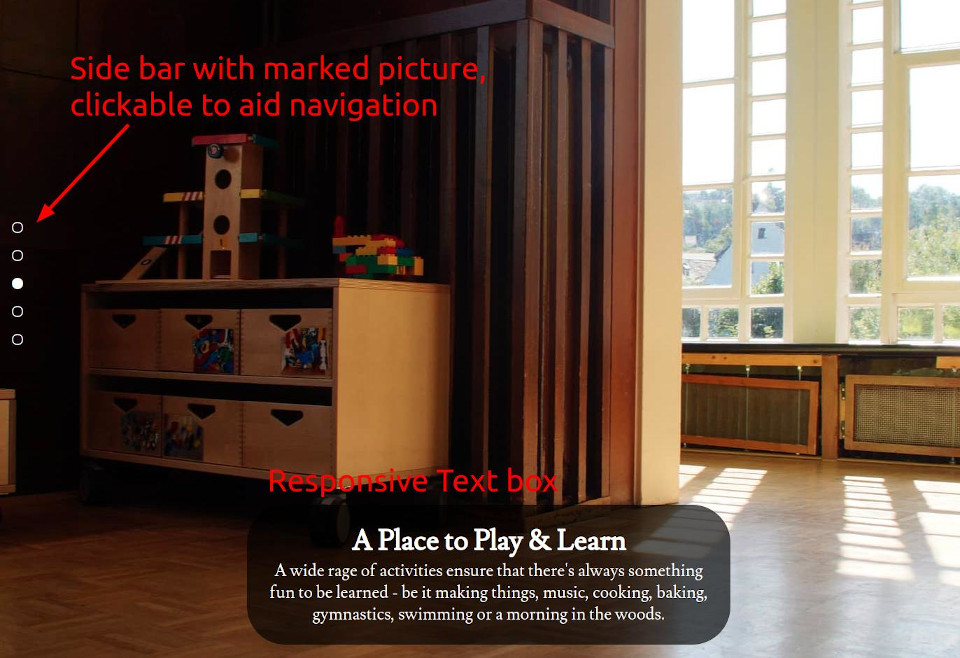 Side bar with marked picture,
clickable to aid navigation
Responsive Text box
A Place to Play & Learn
A wide rage of activities ensure that there's always something
fun to be learned - be it making things, music, cooking, baking,
gymnastics, swimming or a morning in the woods.